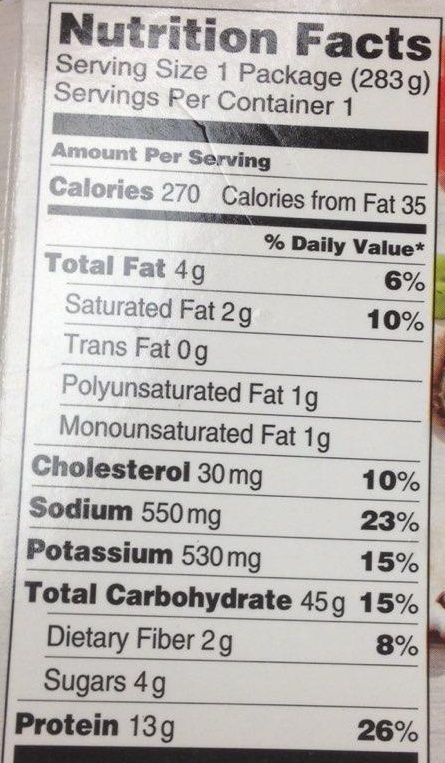 Nutrition Facts
Serving Size 1 Package (283 g)
Servings Per Container 1
Amount Per Serving
Calories 270 Calories from Fat 35
% Daily Value*
Total Fat 4g 6%
Saturated Fat 2g 10%
Trans Fat 0g
Polyunsaturated Fat 1g
Monounsaturated Fat 1g
Cholesterol 30mg 10%
Sodium 550mg 23%
Potassium 530mg 15%
Total Carbohydrate 45g 15%
Dietary Fiber 2g 8%
Sugars 4g
Protein 13g 26%